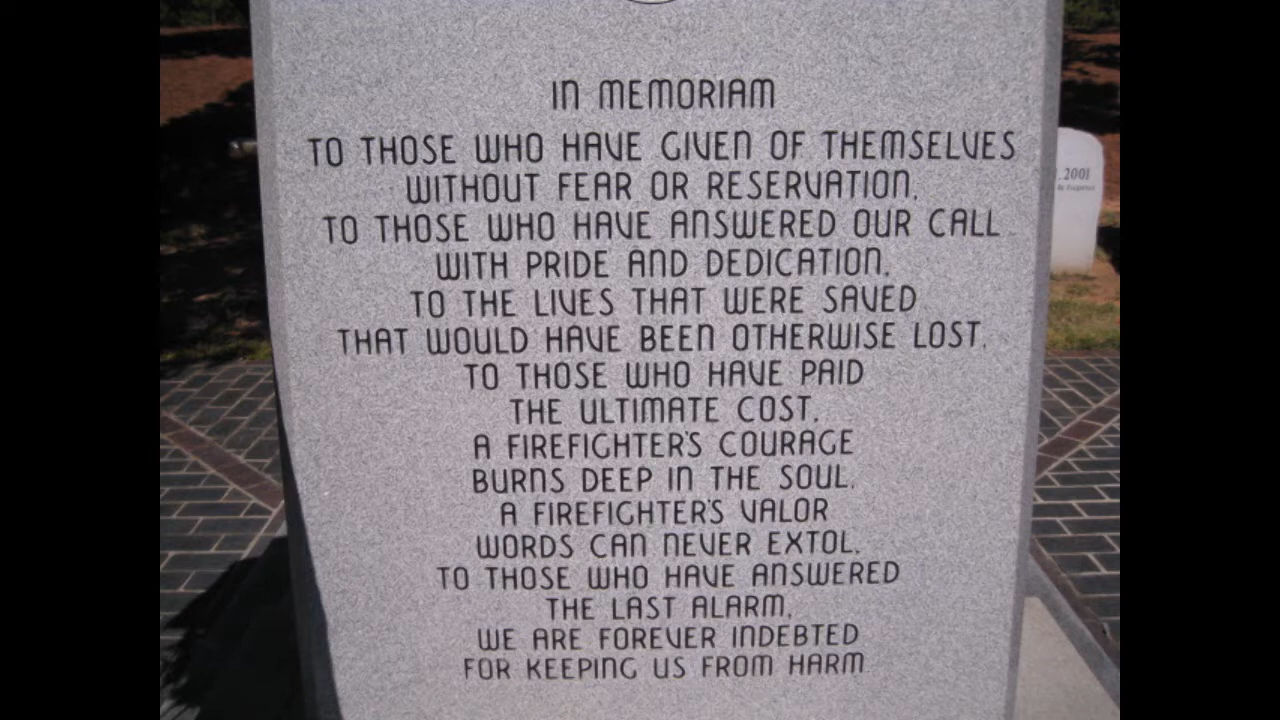 IN MEMORIAM
TO THOSE WHO HAVE GIVEN OF THEMSELVES
WITHOUT FEAR OR RESERVATION,
TO THOSE WHO HAVE ANSWERED OUR CALL
WITH PRIDE AND DEDICATION.
TO THE LIVES THAT WERE SAVED
THAT WOULD HAVE BEEN OTHERWISE LOST,
TO THOSE WHO HAVE PAID
THE ULTIMATE COST.
A FIREFIGHTER'S COURAGE
BURNS DEEP IN THE SOUL,
A FIREFIGHTER'S VALOR
WORDS CAN NEVER EXTOL.
TO THOSE WHO HAVE ANSWERED
THE LAST ALARM,
WE ARE FOREVER INDEBTED
FOR KEEPING US FROM HARM
. 2001